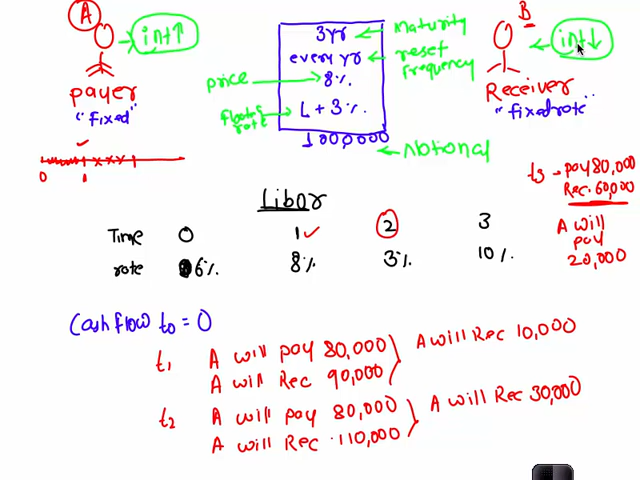 A
int↑
payer
"fixed"
0 1
3yr
every yr
8%
L + 3%
1000000
Maturity
reset
frequency
price
floating
rate
Notional
B
int↓
Receiver
"fixed rate"
t3 → pay 80,000
Rec. 60,000
A will
pay
20,000
Libor
Time 0 1 2 3
rate 6% 8% 3% 10%
Cashflow t0 = 0
t1 A will pay 80,000
A will Rec 90,000
A will Rec 10,000
t2 A will pay 80,000
A will Rec 110,000
A will Rec 30,000